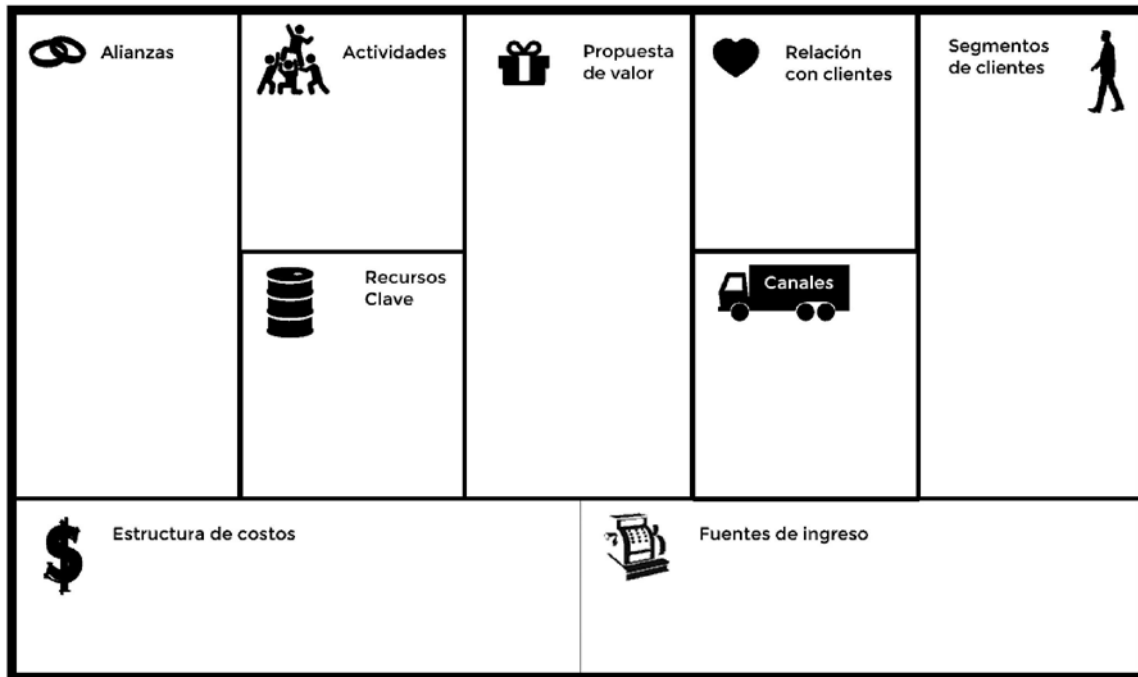 Alianzas
Actividades
Propuesta
de valor
Relación
con clientes
Segmentos
de clientes
Recursos
Clave
Canales
Estructura de costos
Fuentes de ingreso